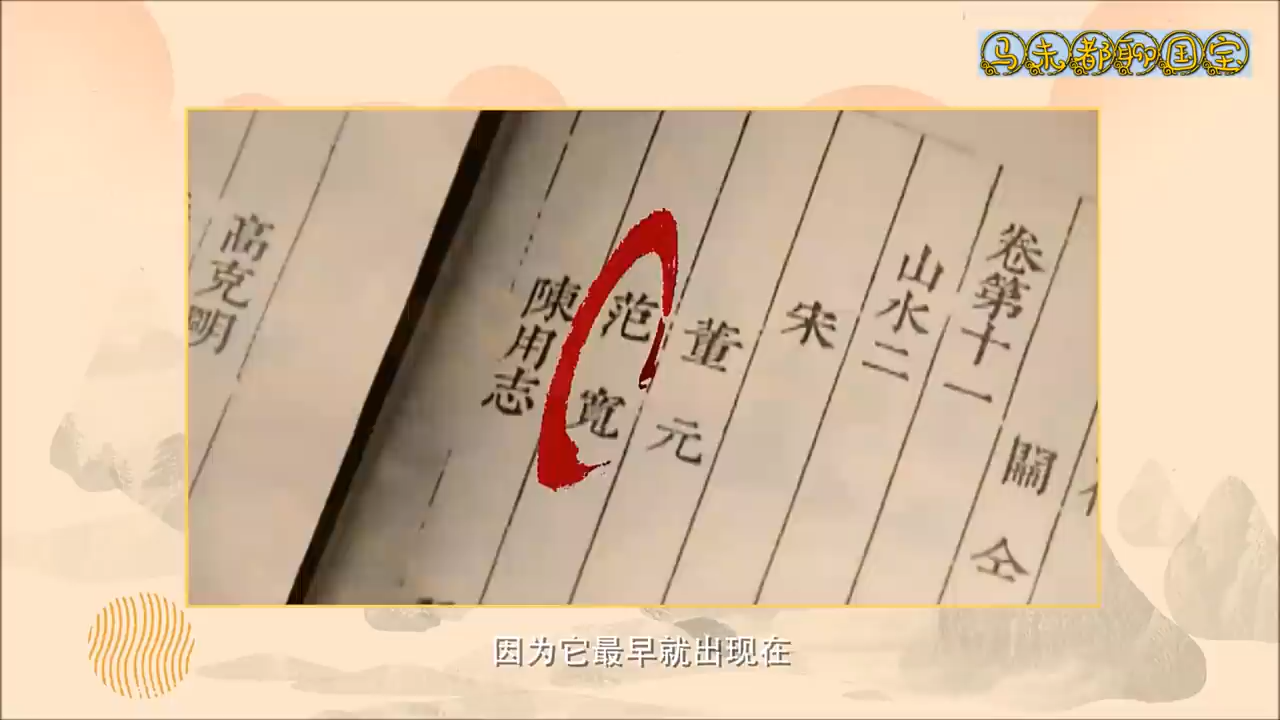 马未都聊国宝
關仝
卷第十一
山水二
宋
董元
范寬
陳用志
高克明
因为它最早就出现在